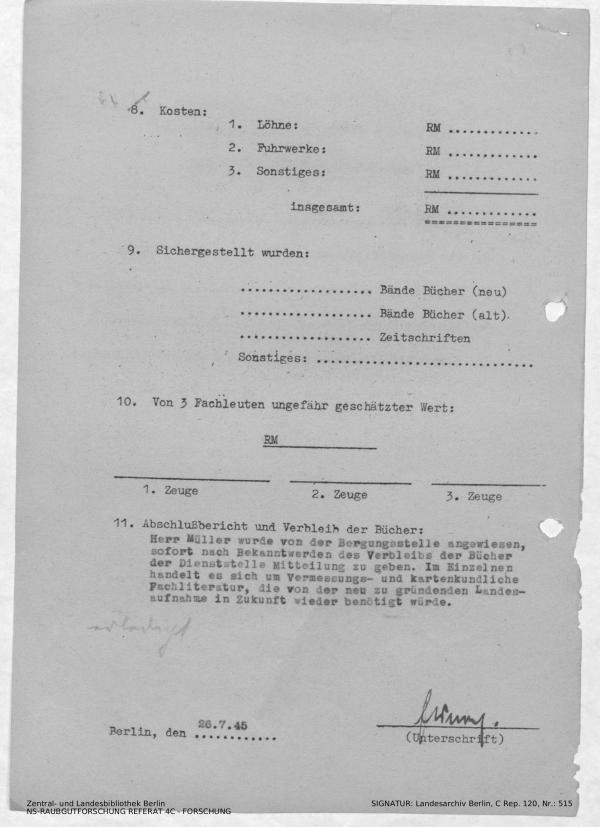 8. Kosten:
1. Löhne: RM .............
2. Fuhrwerke: RM .............
3. Sonstiges: RM .............
insgesamt: RM .............
================
9. Sichergestellt wurden:
................... Bände Bücher (neu)
................... Bände Bücher (alt).
................... Zeitschriften
Sonstiges: ...............................
10. Von 3 Fachleuten ungefähr geschätzter Wert:
RM
1. Zeuge 2. Zeuge 3. Zeuge
11. Abschlußbericht und Verbleib der Bücher:
Herr Müller wurde von der Bergungsstelle angewiesen,
sofort nach Bekanntwerden des Verbleibs der Bücher
der Dienststelle Mitteilung zu geben. Im Einzelnen
handelt es sich um Vermessungs- und kartenkundliche
Fachliteratur, die von der neu zu gründenden Landes-
aufnahme in Zukunft wieder benötigt würde.
erledigt
Berlin, den 26.7.45
(Unterschrift)
Zentral- und Landesbibliothek Berlin
NS-RAUBGUTFORSCHUNG REFERAT 4C - FORSCHUNG
SIGNATUR: Landesarchiv Berlin, C Rep. 120, Nr.: 515